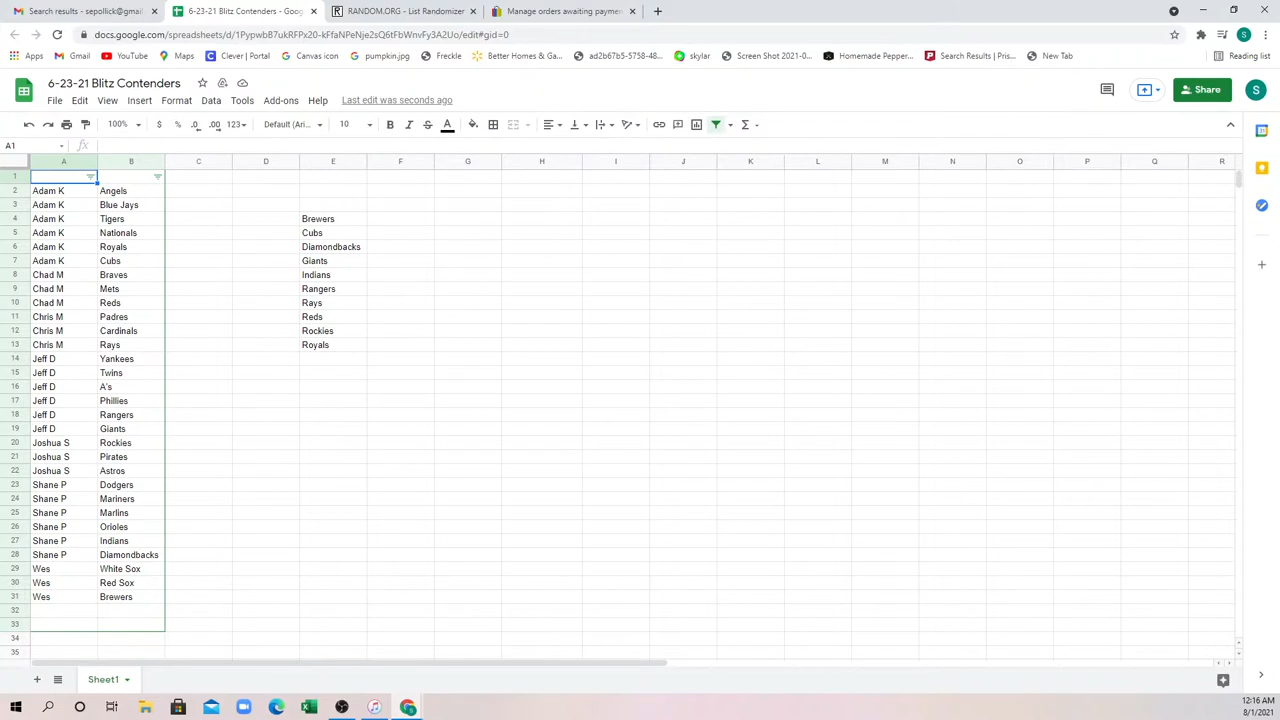 Search results - sepollick@gmail
6-23-21 Blitz Contenders - Goog
RANDOM.ORG - List Randomizer
Manage orders awaiting paymen
docs.google.com/spreadsheets/d/1PypwbB7ukRFPx20-kFfaNPeNje2sQ6tFbWnvFy3A2Uo/edit#gid=0
S
Apps Gmail YouTube Clever | Portal Canvas icon pumpkin.jpg Freckle Better Homes & Gar... ad2b67b5-5758-48... skylar Screen Shot 2021-0... Homemade Pepper... Search Results | Pris... New Tab Reading list
6-23-21 Blitz Contenders
Share
S
File Edit View Insert Format Data Tools Add-ons Help Last edit was seconds ago
100% $ % .0 .00 123 Default (Ari... 10 B I S A Σ
A1 fx
A B C D E F G H I J K L M N O P Q R
1
2 Adam K Angels
3 Adam K Blue Jays
4 Adam K Tigers Brewers
5 Adam K Nationals Cubs
6 Adam K Royals Diamondbacks
7 Adam K Cubs Giants
8 Chad M Braves Indians
9 Chad M Mets Rangers
10 Chad M Reds Rays
11 Chris M Padres Reds
12 Chris M Cardinals Rockies
13 Chris M Rays Royals
14 Jeff D Yankees
15 Jeff D Twins
16 Jeff D A's
17 Jeff D Phillies
18 Jeff D Rangers
19 Jeff D Giants
20 Joshua S Rockies
21 Joshua S Pirates
22 Joshua S Astros
23 Shane P Dodgers
24 Shane P Mariners
25 Shane P Marlins
26 Shane P Orioles
27 Shane P Indians
28 Shane P Diamondbacks
29 Wes White Sox
30 Wes Red Sox
31 Wes Brewers
32
33
34
35
Sheet1
12:16 AM
8/1/2021